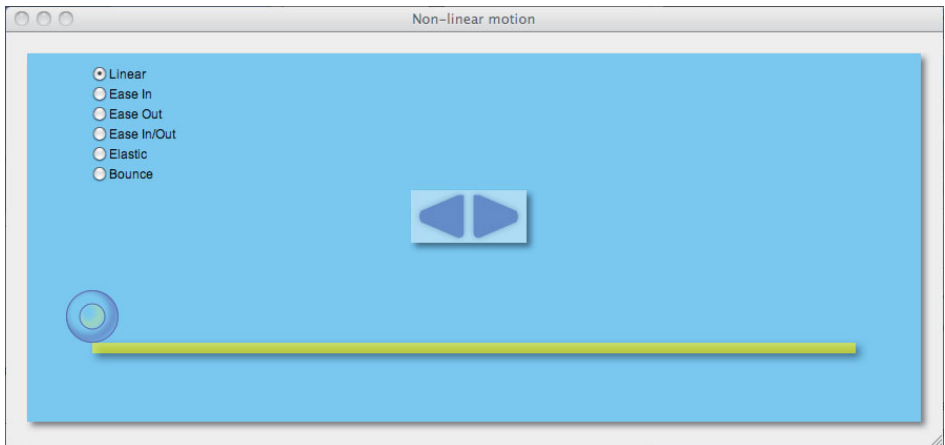 Non-linear motion
Linear
Ease In
Ease Out
Ease In/Out
Elastic
Bounce